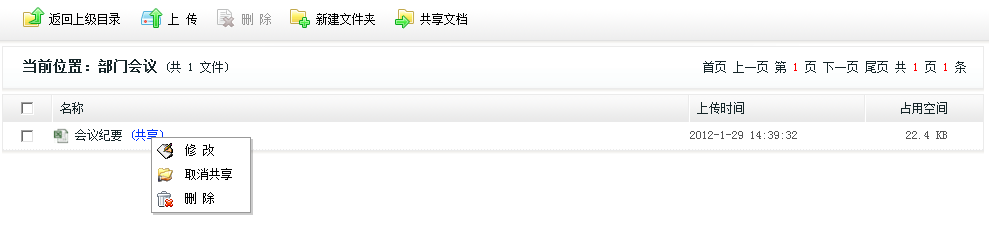 返回上级目录 上 传 删 除 新建文件夹 共享文档
当前位置：部门会议 (共 1 文件) 首页 上一页 第 1 页 下一页 尾页 共 1 页 1 条
名称 上传时间 占用空间
会议纪要 (共享) 2012-1-29 14:39:32 22.4 KB
修 改
取消共享
删 除